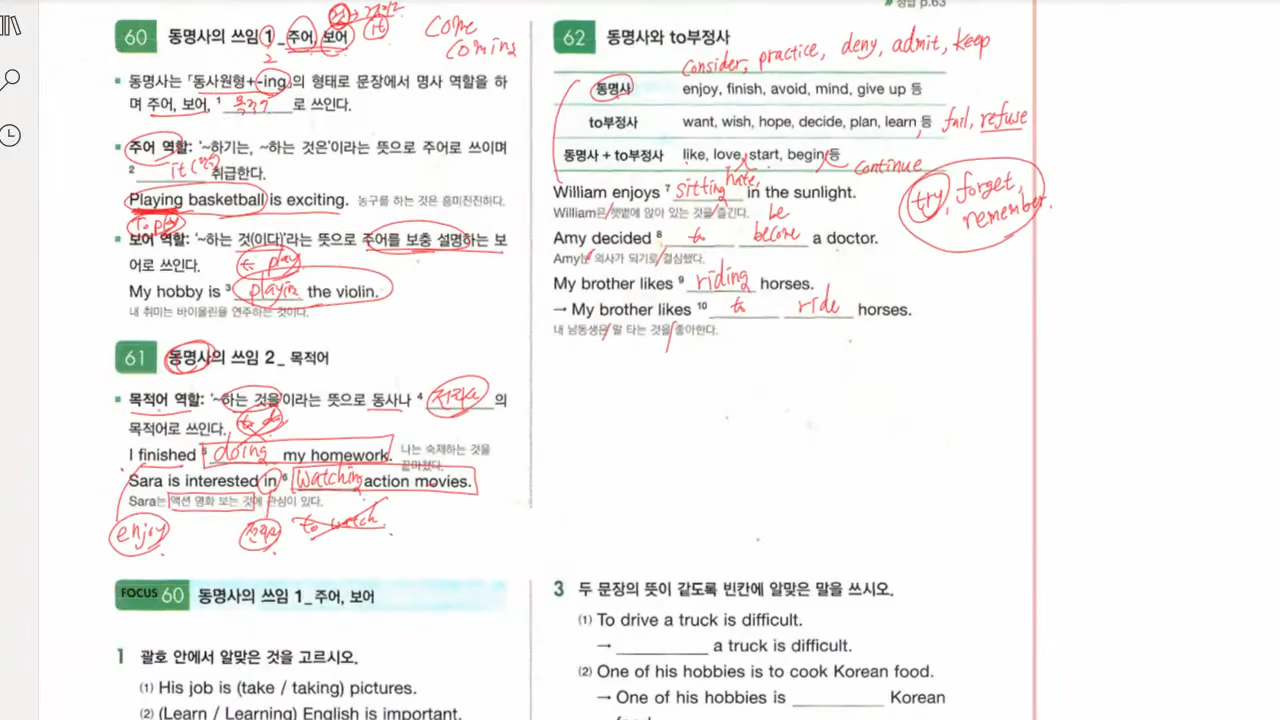 정답 p.63
60 동명사의 쓰임 1_ 주어, 보어
it
2
come
coming
동명사는 「동사원형+-ing」의 형태로 문장에서 명사 역할을 하
며 주어, 보어, 1 목적어로 쓰인다.
주어 역할: '~하기는, ~하는 것은'이라는 뜻으로 주어로 쓰이며
2 it 취급한다.
Playing basketball is exciting. 농구를 하는 것은 흥미진진하다.
To play
보어 역할: '~하는 것(이다)'라는 뜻으로 주어를 보충 설명하는 보
어로 쓰인다.
to play
My hobby is 3 playing the violin.
내 취미는 바이올린을 연주하는 것이다.
61 동명사의 쓰임 2_ 목적어
목적어 역할: '~하는 것을'이라는 뜻으로 동사나 4 전치사의
목적어로 쓰인다.
to do
I finished 5 doing my homework. 나는 숙제하는 것을
끝마쳤다.
Sara is interested in 6 watching action movies.
Sara는 액션 영화 보는 것에 관심이 있다.
enjoy 전치사 to watch
FOCUS 60 동명사의 쓰임 1_ 주어, 보어
1 괄호 안에서 알맞은 것을 고르시오.
(1) His job is (take / taking) pictures.
(2) (Learn / Learning) English is important.
62 동명사와 to부정사
consider, practice, deny, admit, keep
동명사 enjoy, finish, avoid, mind, give up 등
to부정사 want, wish, hope, decide, plan, learn 등, fail, refuse
동명사 + to부정사 like, love, start, begin 등
hate, continue
try, forget,
remember
William enjoys 7 sitting in the sunlight.
William은 햇볕에 앉아 있는 것을 즐긴다.
be
Amy decided 8 to become a doctor.
Amy는 의사가 되기로 결심했다.
My brother likes 9 riding horses.
→ My brother likes 10 to ride horses.
내 남동생은 말 타는 것을 좋아한다.
3 두 문장의 뜻이 같도록 빈칸에 알맞은 말을 쓰시오.
(1) To drive a truck is difficult.
→ ________ a truck is difficult.
(2) One of his hobbies is to cook Korean food.
→ One of his hobbies is ________ Korean
food.